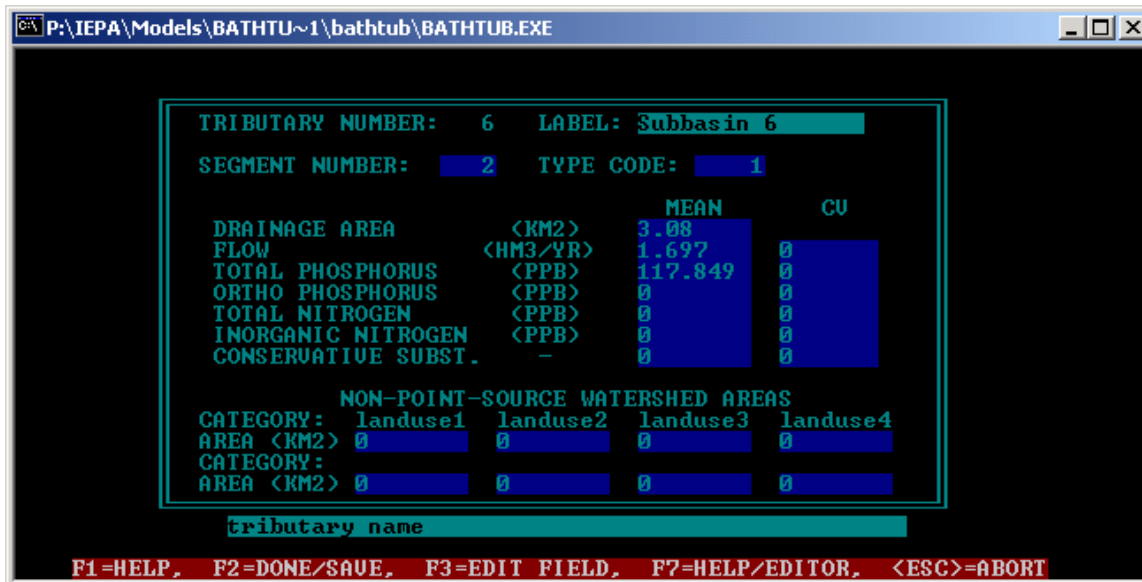 P:\IEPA\Models\BATHTU~1\bathtub\BATHTUB.EXE
TRIBUTARY NUMBER: 6 LABEL: Subbasin 6
SEGMENT NUMBER: 2 TYPE CODE: 1
MEAN CV
DRAINAGE AREA (KM2) 3.08
FLOW (HM3/YR) 1.697 0
TOTAL PHOSPHORUS (PPB) 117.849 0
ORTHO PHOSPHORUS (PPB) 0 0
TOTAL NITROGEN (PPB) 0 0
INORGANIC NITROGEN (PPB) 0 0
CONSERVATIVE SUBST. - 0 0
NON-POINT-SOURCE WATERSHED AREAS
CATEGORY: landuse1 landuse2 landuse3 landuse4
AREA (KM2) 0 0 0 0
CATEGORY:
AREA (KM2) 0 0 0 0
tributary name
F1=HELP, F2=DONE/SAVE, F3=EDIT FIELD, F7=HELP/EDITOR, <ESC>=ABORT